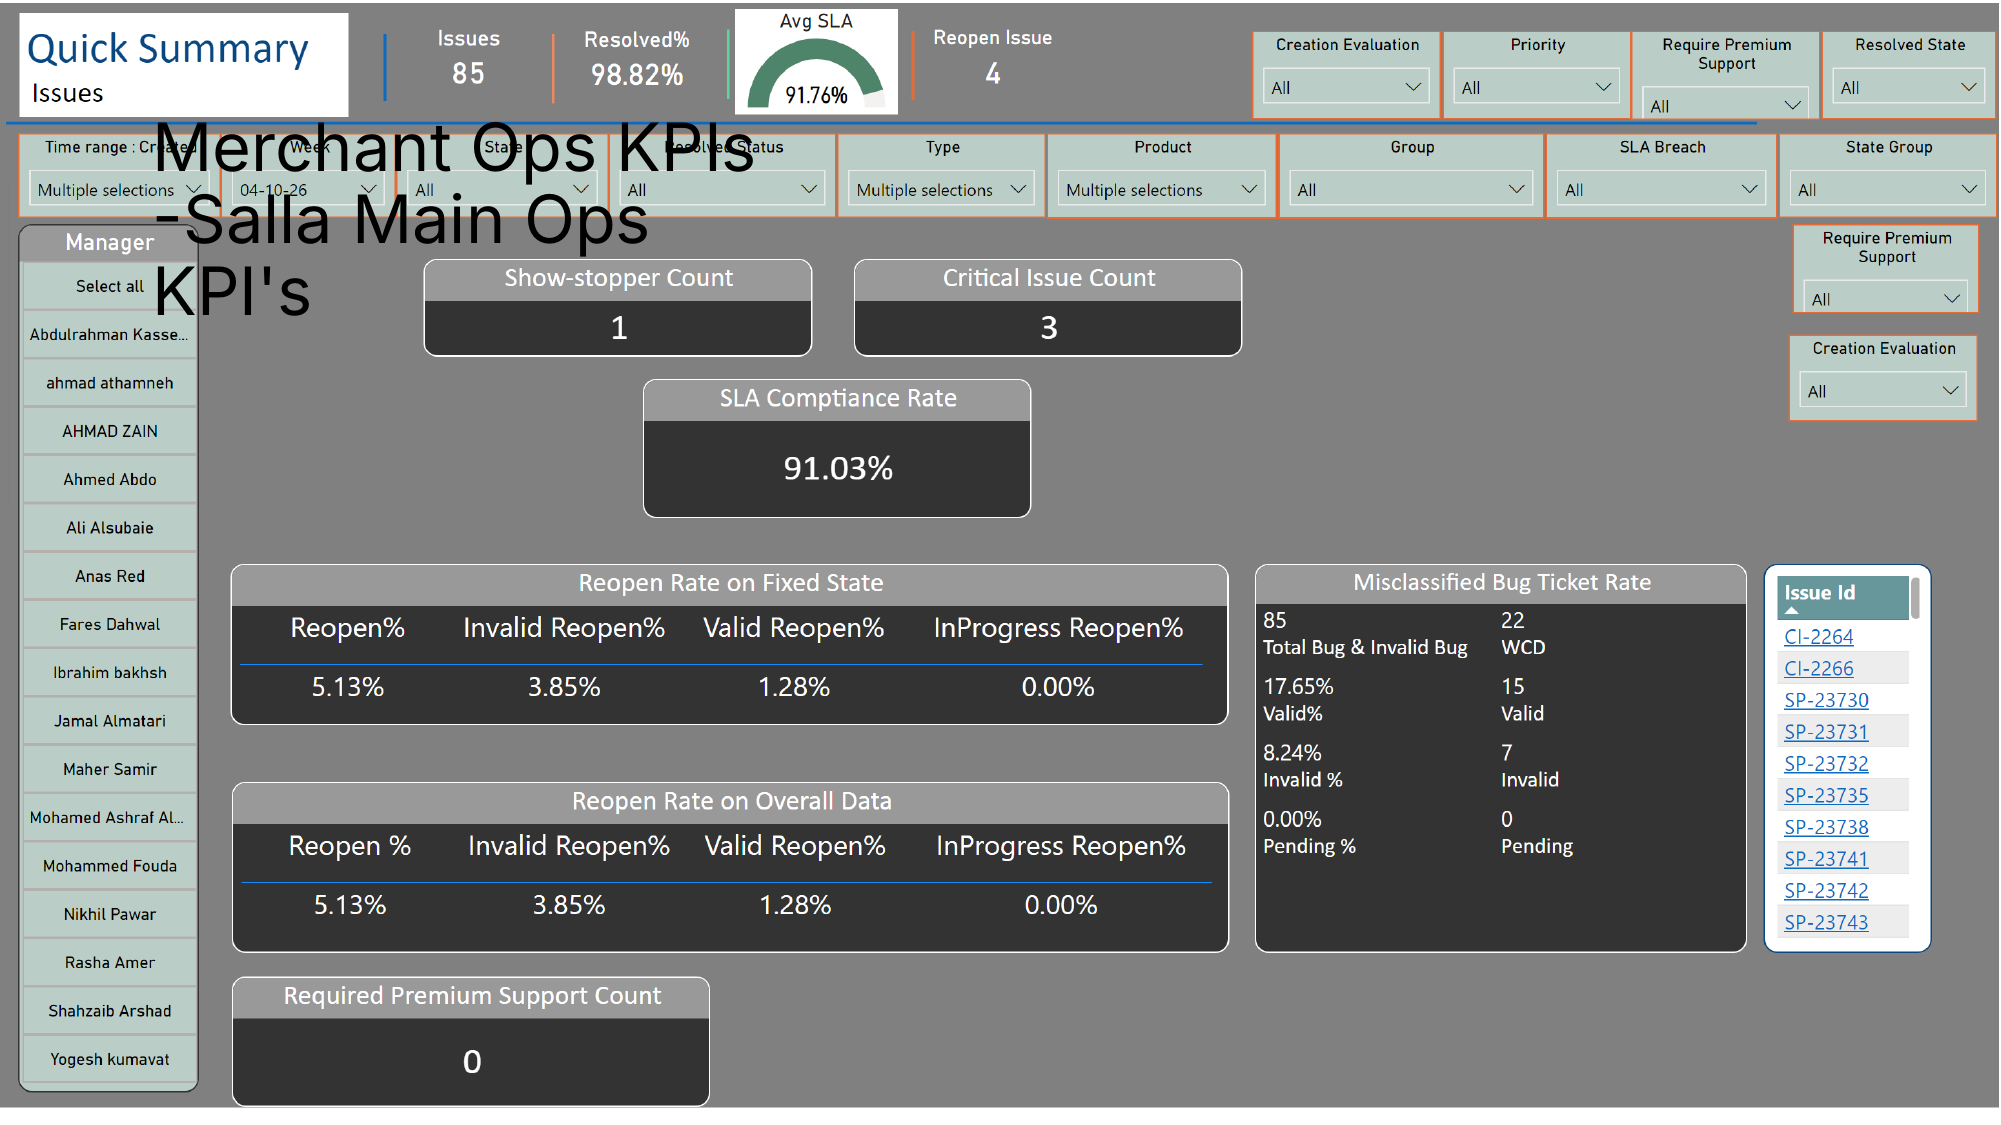 Quick Summary
Issues
Issues
85
Resolved%
98.82%
Avg SLA
91.76%
Reopen Issue
4
Creation Evaluation
All
Priority
All
Require Premium
Support
All
Resolved State
All
Merchant Ops KPIs
-Salla Main Ops
KPI's
Time range : Created
Multiple selections
Week
04-10-26
State
All
Resolved Status
All
Type
Multiple selections
Product
Multiple selections
Group
All
SLA Breach
All
State Group
All
Manager
Select all
Abdulrahman Kasse...
ahmad athamneh
AHMAD ZAIN
Ahmed Abdo
Ali Alsubaie
Anas Red
Fares Dahwal
Ibrahim bakhsh
Jamal Almatari
Maher Samir
Mohamed Ashraf Al...
Mohammed Fouda
Nikhil Pawar
Rasha Amer
Shahzaib Arshad
Yogesh kumavat
Show-stopper Count
1
Critical Issue Count
3
Require Premium
Support
All
Creation Evaluation
All
SLA Comptiance Rate
91.03%
Reopen Rate on Fixed State
Reopen% Invalid Reopen% Valid Reopen% InProgress Reopen%
5.13% 3.85% 1.28% 0.00%
Reopen Rate on Overall Data
Reopen % Invalid Reopen% Valid Reopen% InProgress Reopen%
5.13% 3.85% 1.28% 0.00%
Misclassified Bug Ticket Rate
85 22
Total Bug & Invalid Bug WCD
17.65% 15
Valid% Valid
8.24% 7
Invalid % Invalid
0.00% 0
Pending % Pending
Issue Id
CI-2264
CI-2266
SP-23730
SP-23731
SP-23732
SP-23735
SP-23738
SP-23741
SP-23742
SP-23743
Required Premium Support Count
0